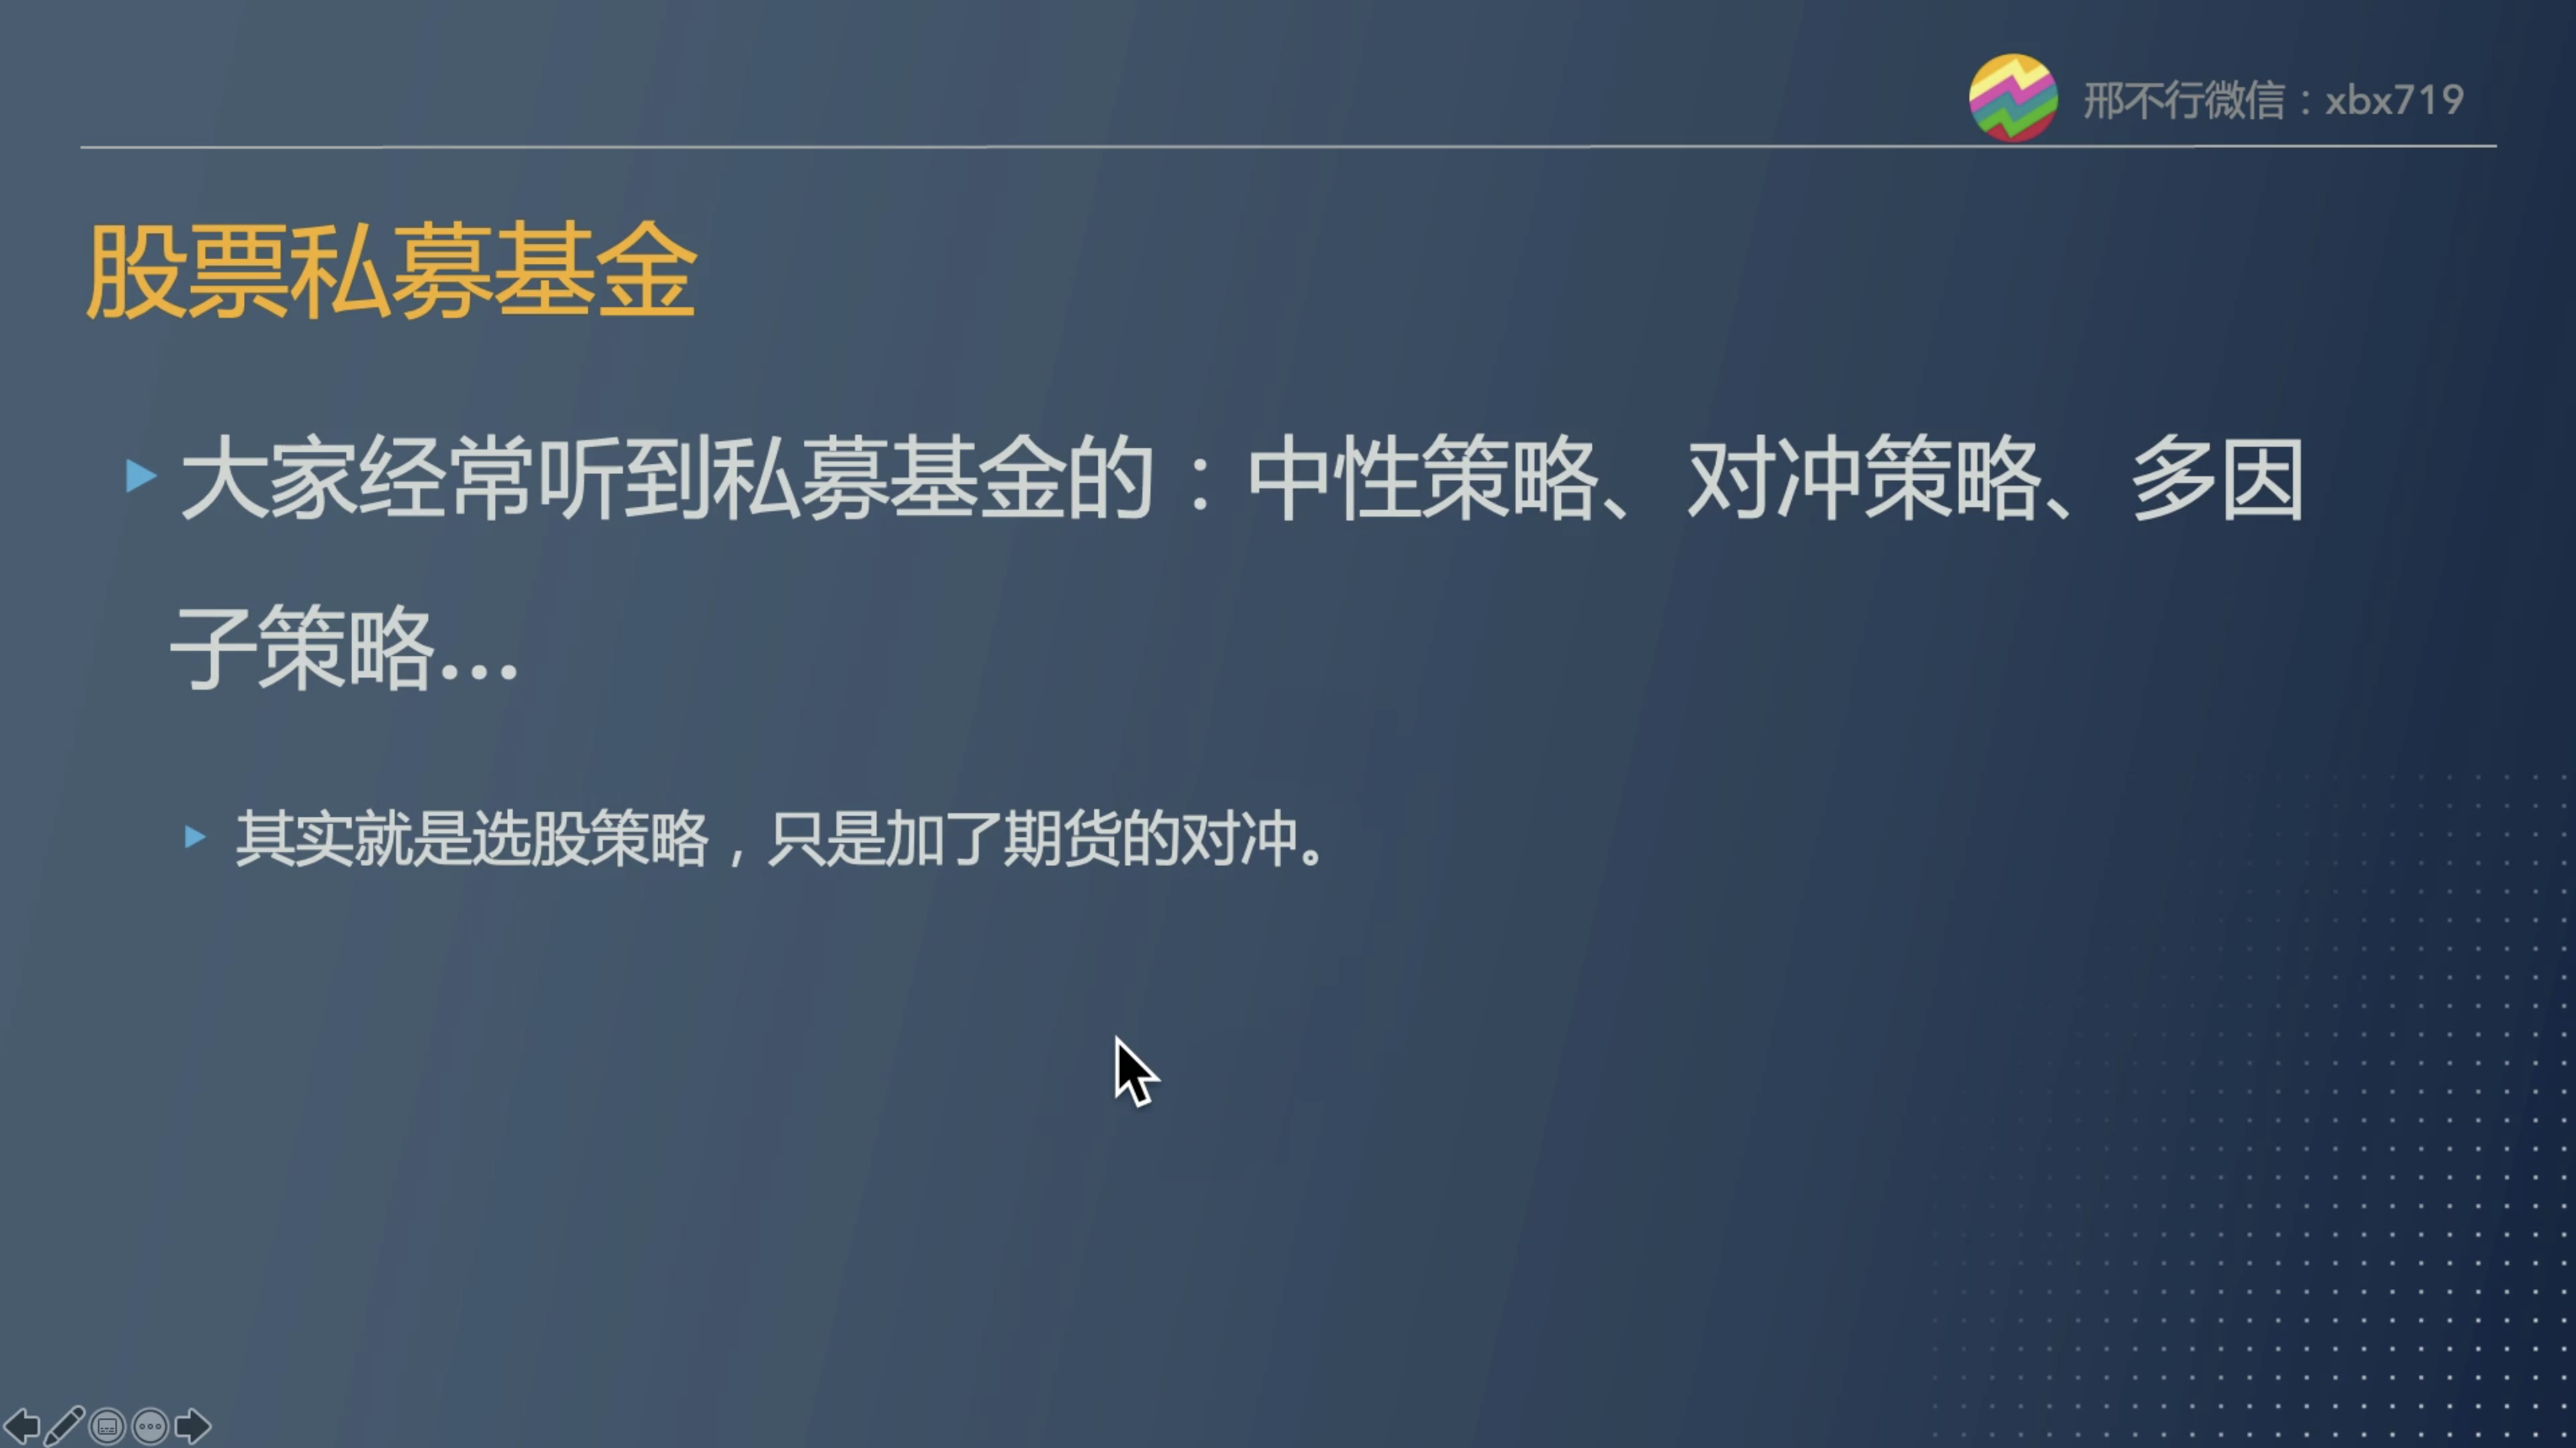 邢不行微信：xbx719
股票私募基金
大家经常听到私募基金的：中性策略、对冲策略、多因
子策略...
其实就是选股策略，只是加了期货的对冲。